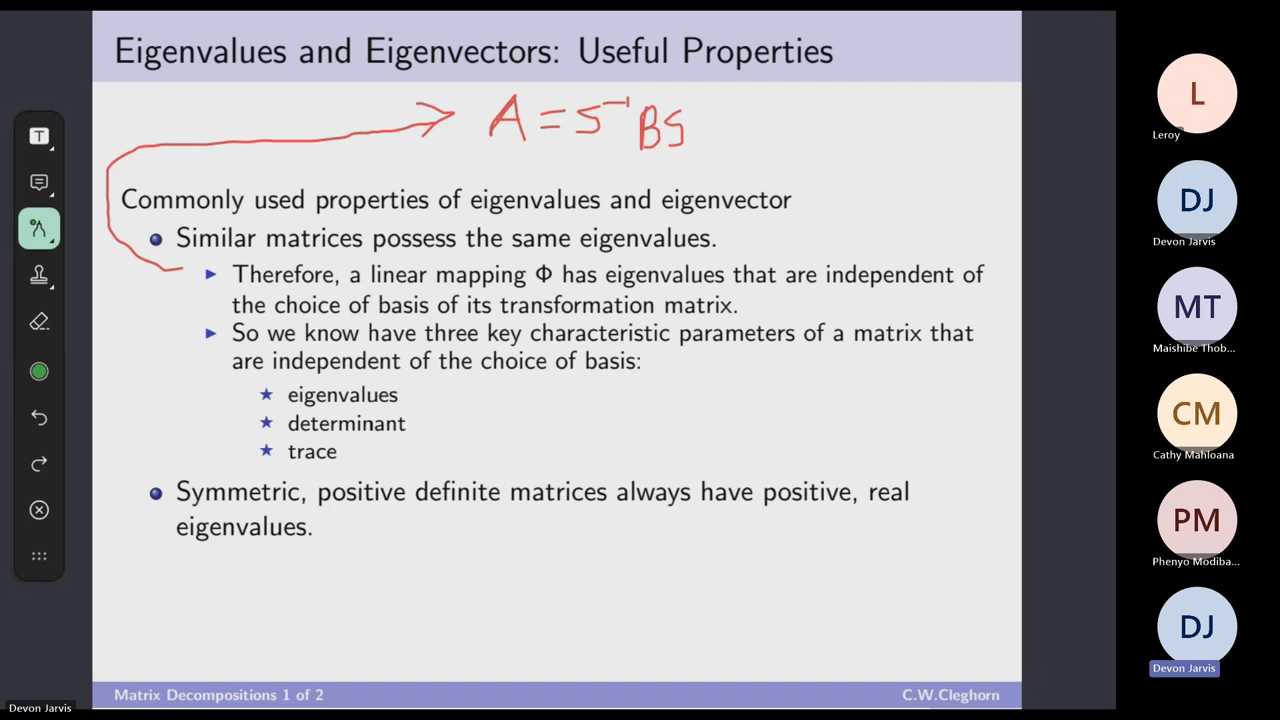 Eigenvalues and Eigenvectors: Useful Properties
A = S⁻¹BS
Commonly used properties of eigenvalues and eigenvector
Similar matrices possess the same eigenvalues.
Therefore, a linear mapping Φ has eigenvalues that are independent of
the choice of basis of its transformation matrix.
So we know have three key characteristic parameters of a matrix that
are independent of the choice of basis:
eigenvalues
determinant
trace
Symmetric, positive definite matrices always have positive, real
eigenvalues.
Matrix Decompositions 1 of 2
C.W.Cleghorn
T
L
Leroy
DJ
Devon Jarvis
MT
Maishibe Thob...
CM
Cathy Mahloana
PM
Phenyo Modiba...
DJ
Devon Jarvis
Devon Jarvis